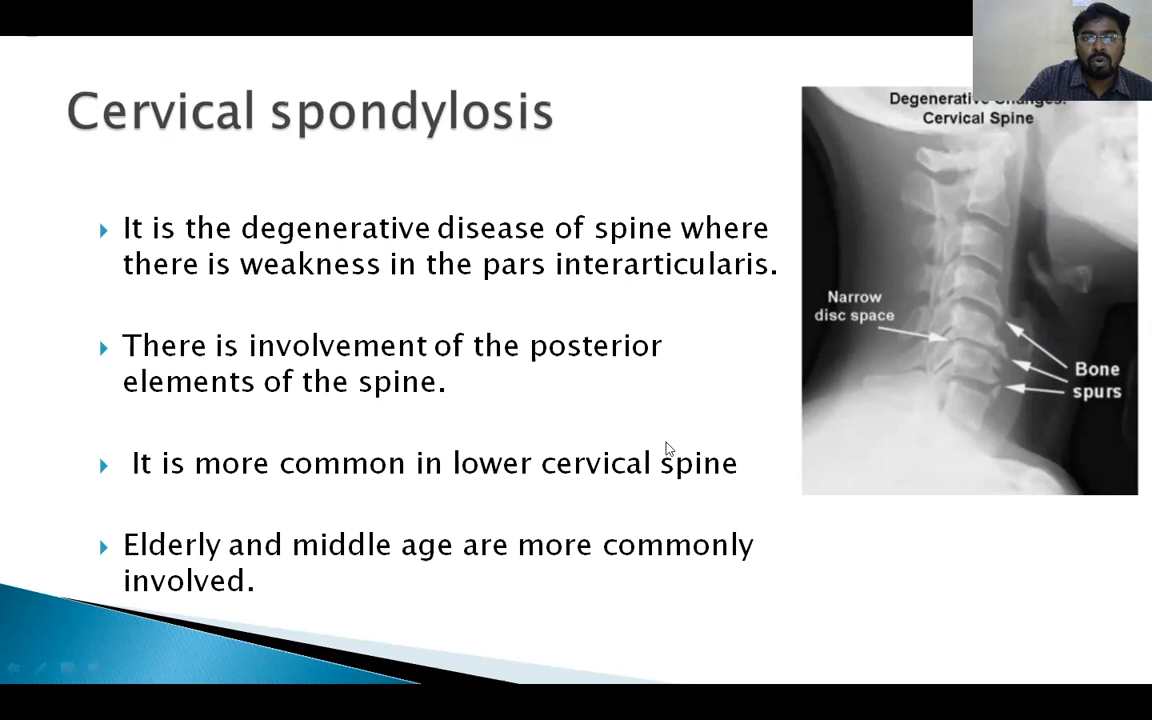 Cervical spondylosis
It is the degenerative disease of spine where
there is weakness in the pars interarticularis.
There is involvement of the posterior
elements of the spine.
It is more common in lower cervical spine
Elderly and middle age are more commonly
involved.
Degenerative Changes:
Cervical Spine
Narrow
disc space
Bone
spurs